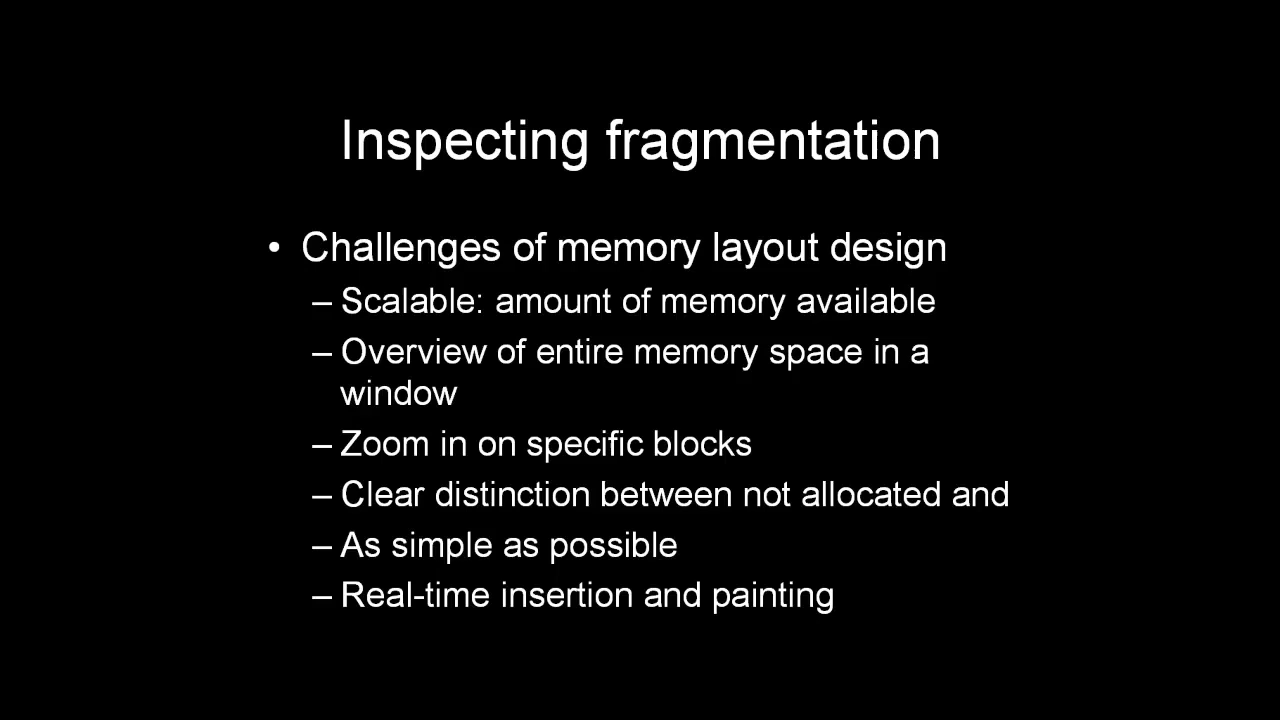 Inspecting fragmentation
• Challenges of memory layout design
– Scalable: amount of memory available
– Overview of entire memory space in a
window
– Zoom in on specific blocks
– Clear distinction between not allocated and
– As simple as possible
– Real-time insertion and painting